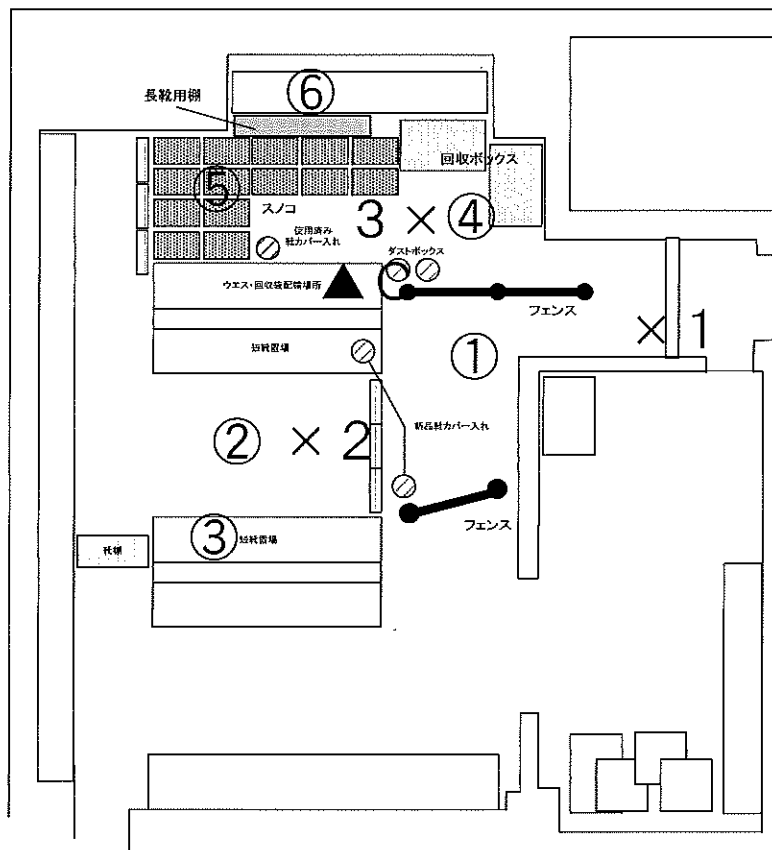 ⑥
長靴用棚
回収ボックス
⑤
スノコ
3 × ④
使用済み
靴カバー入れ
ダストボックス
ウエス・回収袋配備場所
フェンス
× 1
短靴置場
①
新品靴カバー入れ
② × 2
フェンス
③
短靴置場